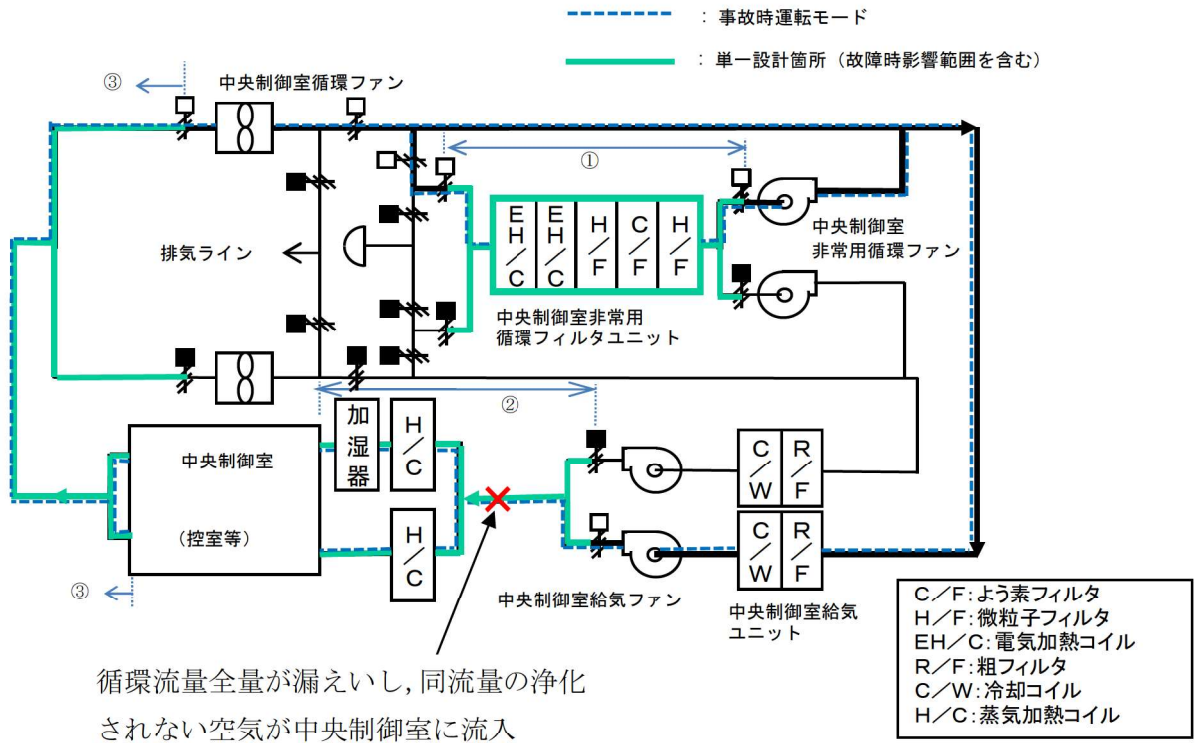 ：事故時運転モード
：単一設計箇所（故障時影響範囲を含む）
③
中央制御室循環ファン
①
EH／C
EH／C
H／F
C／F
H／F
中央制御室
非常用循環ファン
排気ライン
中央制御室非常用
循環フィルタユニット
②
加湿器
H／C
中央制御室
（控室等）
H／C
C／W
R／F
C／W
R／F
③
中央制御室給気ファン
中央制御室給気
ユニット
C／F：よう素フィルタ
H／F：微粒子フィルタ
EH／C：電気加熱コイル
R／F：粗フィルタ
C／W：冷却コイル
H／C：蒸気加熱コイル
循環流量全量が漏えいし，同流量の浄化
されない空気が中央制御室に流入